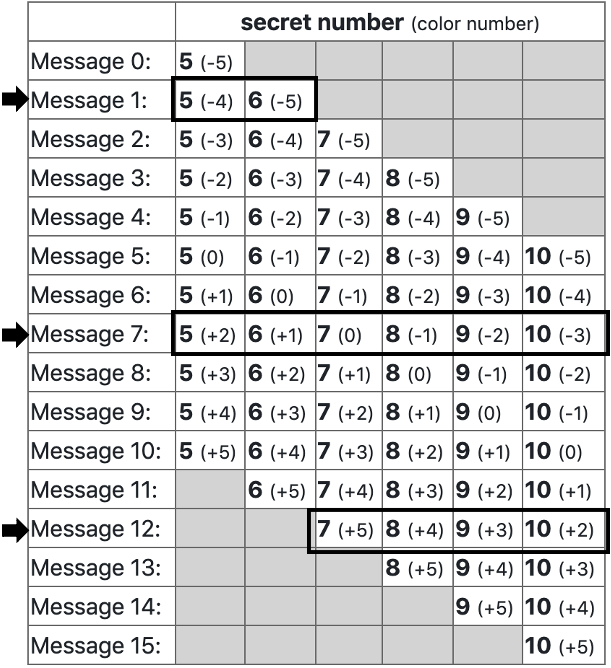 secret number (color number)
Message 0: 5 (-5)
Message 1: 5 (-4) 6 (-5)
Message 2: 5 (-3) 6 (-4) 7 (-5)
Message 3: 5 (-2) 6 (-3) 7 (-4) 8 (-5)
Message 4: 5 (-1) 6 (-2) 7 (-3) 8 (-4) 9 (-5)
Message 5: 5 (0) 6 (-1) 7 (-2) 8 (-3) 9 (-4) 10 (-5)
Message 6: 5 (+1) 6 (0) 7 (-1) 8 (-2) 9 (-3) 10 (-4)
Message 7: 5 (+2) 6 (+1) 7 (0) 8 (-1) 9 (-2) 10 (-3)
Message 8: 5 (+3) 6 (+2) 7 (+1) 8 (0) 9 (-1) 10 (-2)
Message 9: 5 (+4) 6 (+3) 7 (+2) 8 (+1) 9 (0) 10 (-1)
Message 10: 5 (+5) 6 (+4) 7 (+3) 8 (+2) 9 (+1) 10 (0)
Message 11: 6 (+5) 7 (+4) 8 (+3) 9 (+2) 10 (+1)
Message 12: 7 (+5) 8 (+4) 9 (+3) 10 (+2)
Message 13: 8 (+5) 9 (+4) 10 (+3)
Message 14: 9 (+5) 10 (+4)
Message 15: 10 (+5)